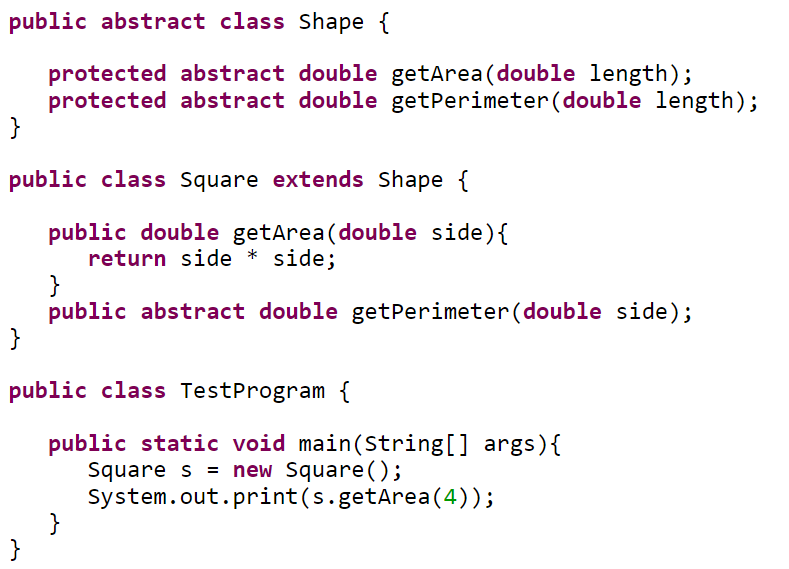 public abstract class Shape {
protected abstract double getArea(double length);
protected abstract double getPerimeter(double length);
}
public class Square extends Shape {
public double getArea(double side){
return side * side;
}
public abstract double getPerimeter(double side);
}
public class TestProgram {
public static void main(String[] args){
Square s = new Square();
System.out.print(s.getArea(4));
}
}